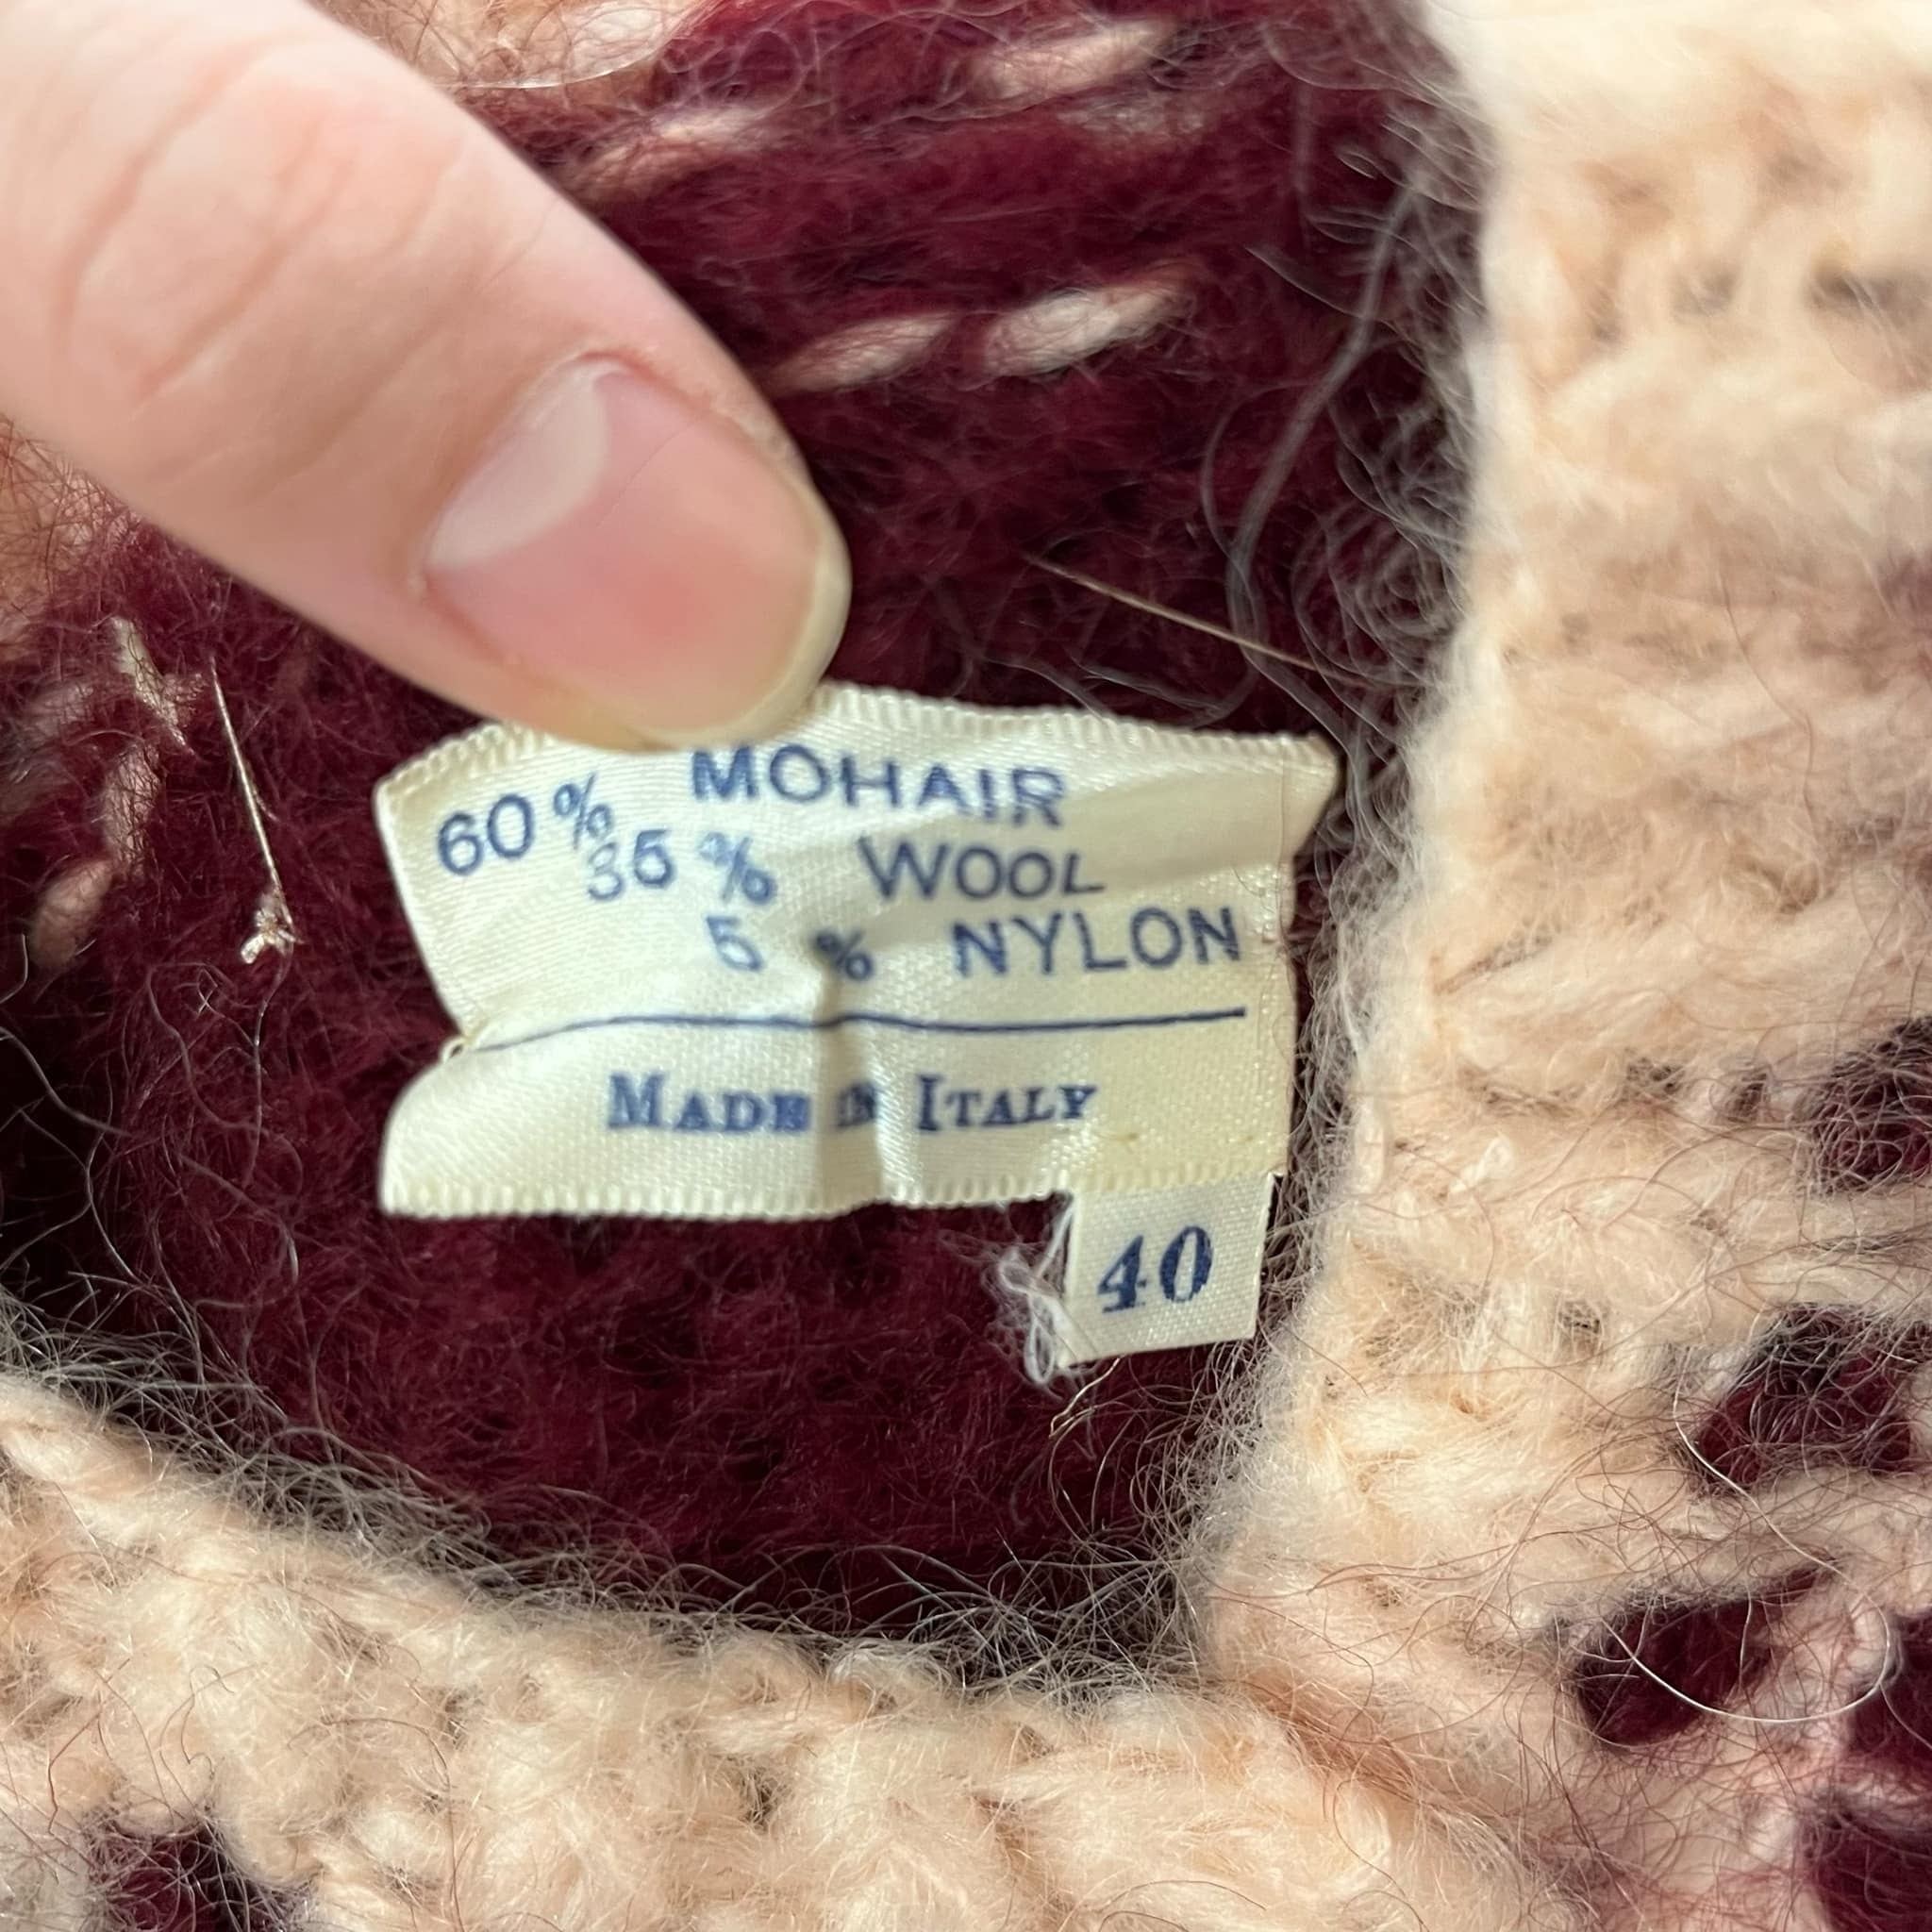 60% MOHAIR
35% WOOL
5% NYLON
MADE IN ITALY
40